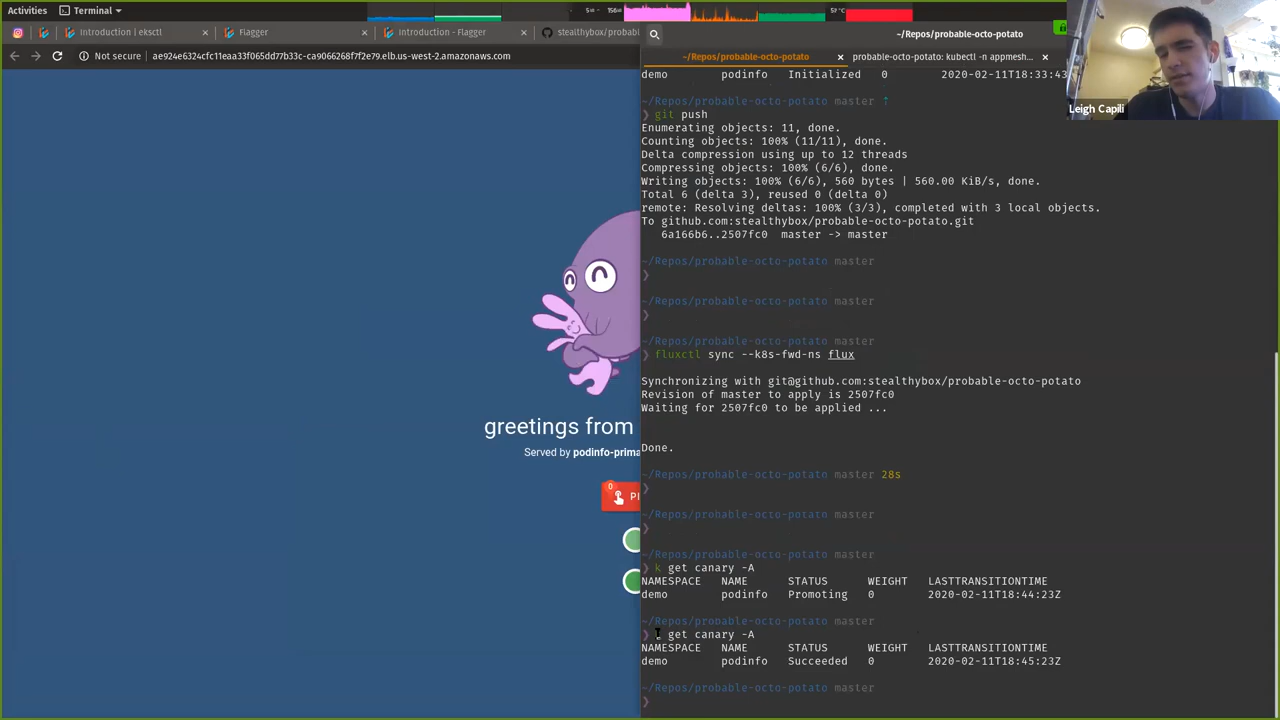 Activities
Terminal
Introduction | eksctl
Flagger
Introduction - Flagger
stealthybox/probabl
Not secure
ae924e6324cfc11eaa33f065dd77b33c-ca9066268f7f2e79.elb.us-west-2.amazonaws.com
greetings from
Served by podinfo-prima
0
~/Repos/probable-octo-potato
~/Repos/probable-octo-potato
probable-octo-potato: kubectl -n appmesh...
demo podinfo Initialized 0 2020-02-11T18:33:43
~/Repos/probable-octo-potato master ↑
❯ git push
Enumerating objects: 11, done.
Counting objects: 100% (11/11), done.
Delta compression using up to 12 threads
Compressing objects: 100% (6/6), done.
Writing objects: 100% (6/6), 560 bytes | 560.00 KiB/s, done.
Total 6 (delta 3), reused 0 (delta 0)
remote: Resolving deltas: 100% (3/3), completed with 3 local objects.
To github.com:stealthybox/probable-octo-potato.git
6a166b6..2507fc0 master -> master
~/Repos/probable-octo-potato master
❯
~/Repos/probable-octo-potato master
❯
~/Repos/probable-octo-potato master
❯ fluxctl sync --k8s-fwd-ns flux
Synchronizing with git@github.com:stealthybox/probable-octo-potato
Revision of master to apply is 2507fc0
Waiting for 2507fc0 to be applied ...
Done.
~/Repos/probable-octo-potato master 28s
❯
~/Repos/probable-octo-potato master
❯
~/Repos/probable-octo-potato master
❯ k get canary -A
NAMESPACE NAME STATUS WEIGHT LASTTRANSITIONTIME
demo podinfo Promoting 0 2020-02-11T18:44:23Z
~/Repos/probable-octo-potato master
❯ get canary -A
NAMESPACE NAME STATUS WEIGHT LASTTRANSITIONTIME
demo podinfo Succeeded 0 2020-02-11T18:45:23Z
~/Repos/probable-octo-potato master
❯
Leigh Capili